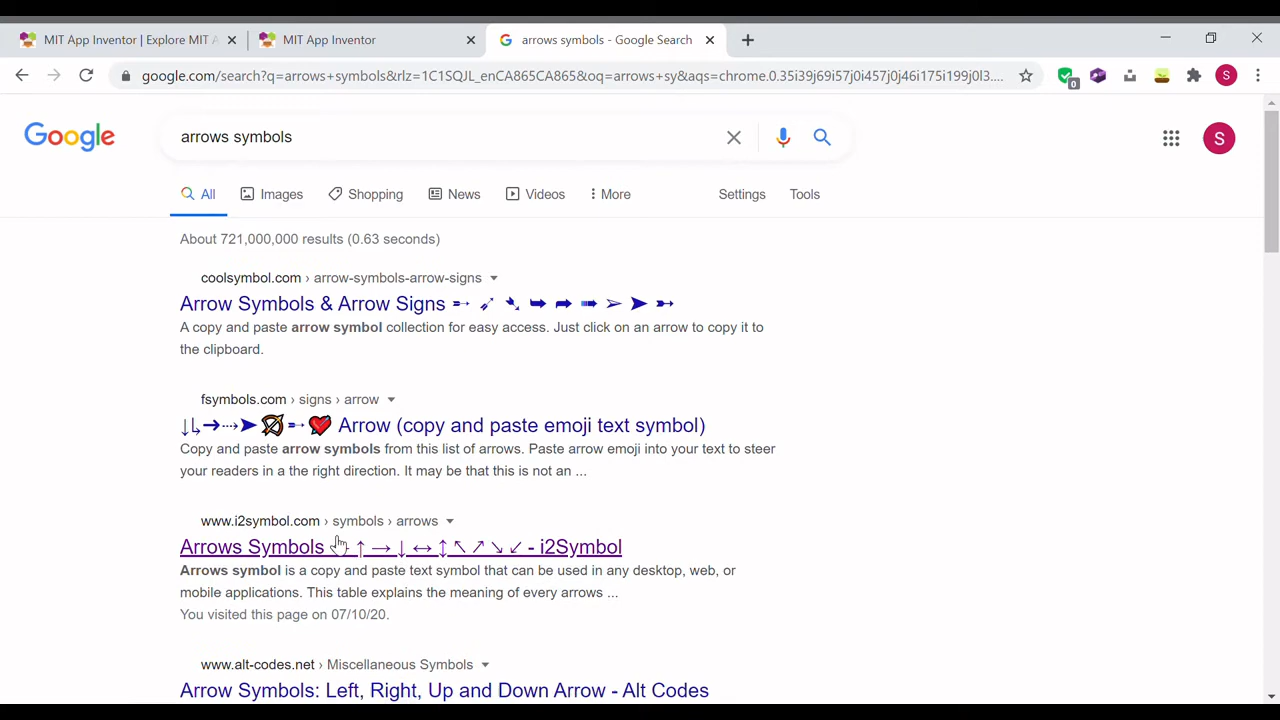 MIT App Inventor | Explore MIT A
MIT App Inventor
arrows symbols - Google Search
google.com/search?q=arrows+symbols&rlz=1C1SQJL_enCA865CA865&oq=arrows+sy&aqs=chrome.0.35i39j69i57j0i457j0j46i175i199j0l3....
0
S
Google
arrows symbols
S
All
Images
Shopping
News
Videos
More
Settings
Tools
About 721,000,000 results (0.63 seconds)
coolsymbol.com › arrow-symbols-arrow-signs
Arrow Symbols & Arrow Signs ➵ ➶ ➴ ➥ ➦ ➠ ➢ ➤ ➳
A copy and paste arrow symbol collection for easy access. Just click on an arrow to copy it to
the clipboard.
fsymbols.com › signs › arrow
↓↳➔⇢➤🏹➵💘 Arrow (copy and paste emoji text symbol)
Copy and paste arrow symbols from this list of arrows. Paste arrow emoji into your text to steer
your readers in a the right direction. It may be that this is not an ...
www.i2symbol.com › symbols › arrows
Arrows Symbols ← ↑ → ↓ ↔ ↕ ↖ ↗ ↘ ↙ - i2Symbol
Arrows symbol is a copy and paste text symbol that can be used in any desktop, web, or
mobile applications. This table explains the meaning of every arrows ...
You visited this page on 07/10/20.
www.alt-codes.net › Miscellaneous Symbols
Arrow Symbols: Left, Right, Up and Down Arrow - Alt Codes